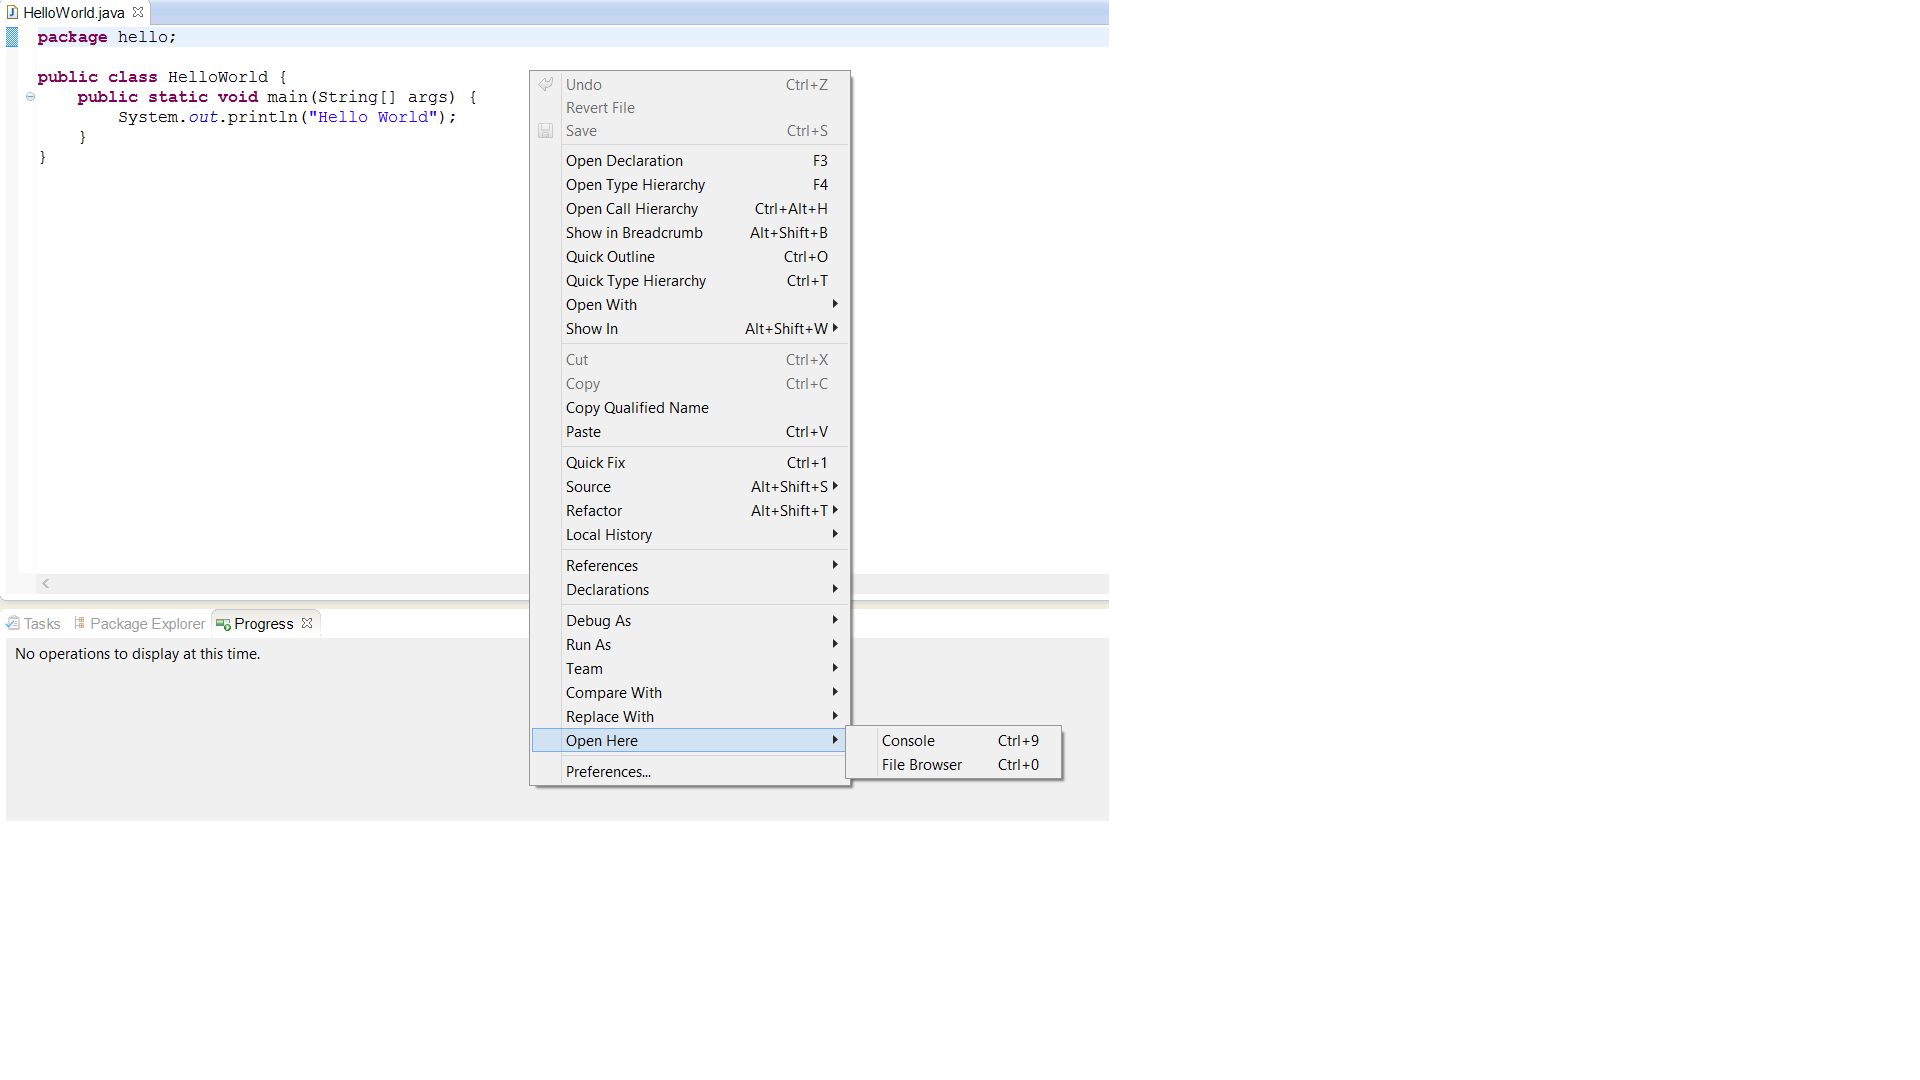 HelloWorld.java
package hello;
public class HelloWorld {
public static void main(String[] args) {
System.out.println("Hello World");
}
}
Undo Ctrl+Z
Revert File
Save Ctrl+S
Open Declaration F3
Open Type Hierarchy F4
Open Call Hierarchy Ctrl+Alt+H
Show in Breadcrumb Alt+Shift+B
Quick Outline Ctrl+O
Quick Type Hierarchy Ctrl+T
Open With
Show In Alt+Shift+W
Cut Ctrl+X
Copy Ctrl+C
Copy Qualified Name
Paste Ctrl+V
Quick Fix Ctrl+1
Source Alt+Shift+S
Refactor Alt+Shift+T
Local History
References
Declarations
Debug As
Run As
Team
Compare With
Replace With
Open Here
Preferences...
Console Ctrl+9
File Browser Ctrl+0
Tasks Package Explorer Progress
No operations to display at this time.